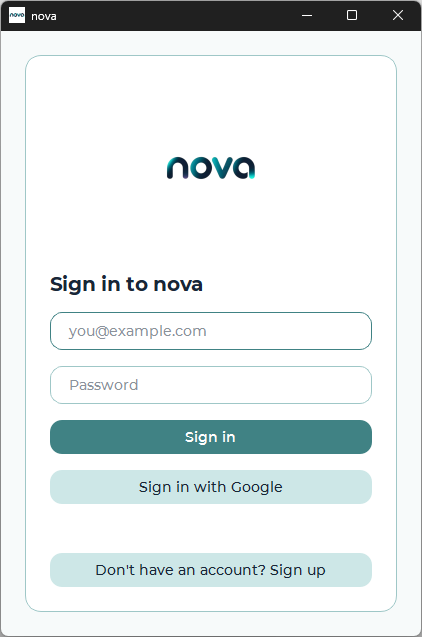 nova
nova
nova
Sign in to nova
you@example.com
Password
Sign in
Sign in with Google
Don't have an account? Sign up